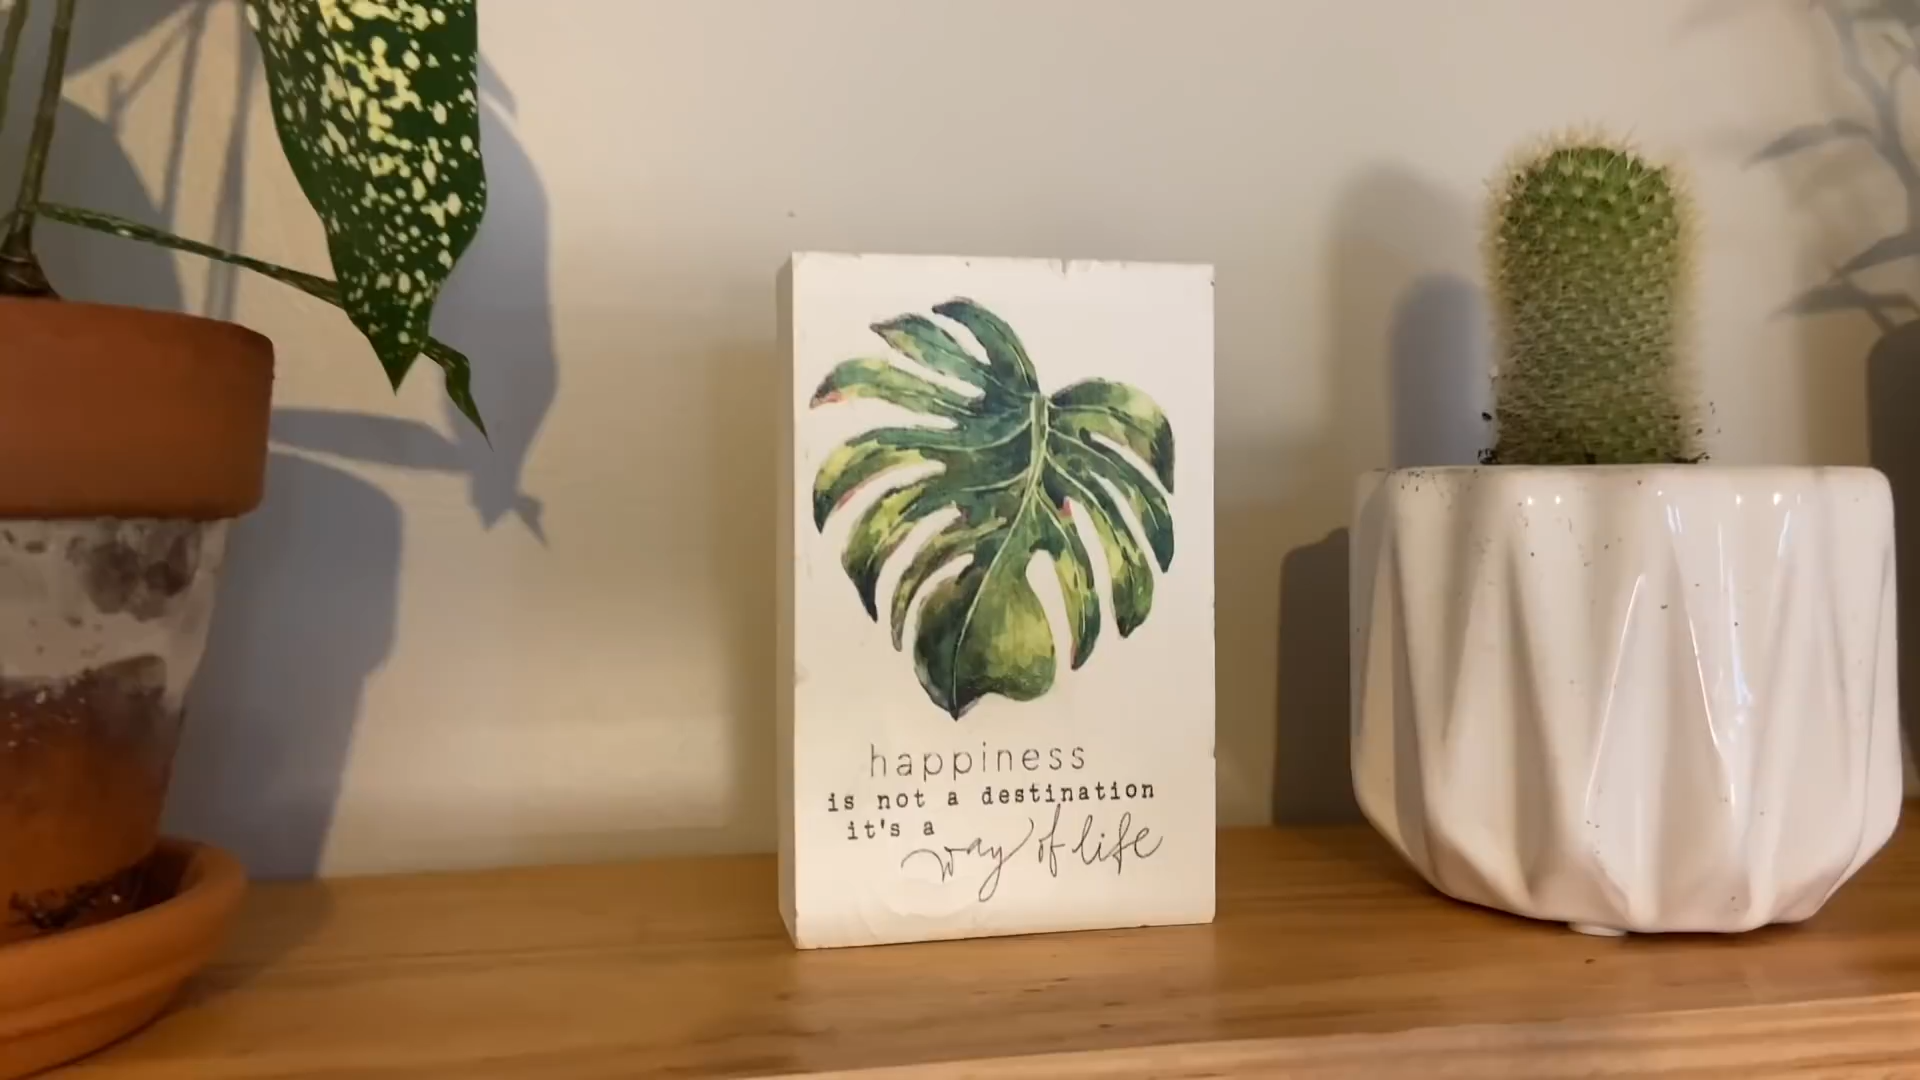 happiness
is not a destination
it's a way of life